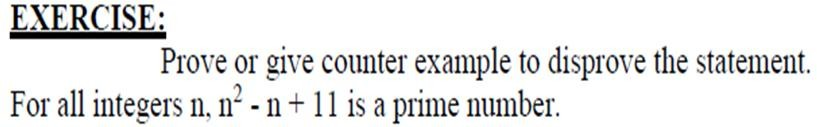 EXERCISE:
Prove or give counter example to disprove the statement.
For all integers n, n² - n + 11 is a prime number.